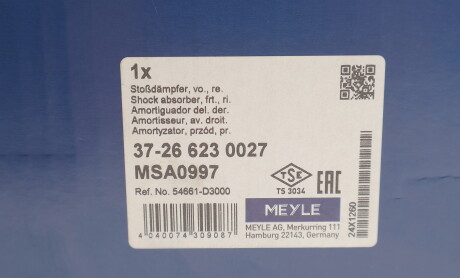 1x
Stoßdämpfer, vo., re.
Shock absorber, frt., ri.
Amortiguador del. der.
Amortisseur, av. droit.
Amortyzator, przód, pr.
37-26 623 0027
MSA0997
Ref. No. 54661-D3000
TSE
TS 3034
EAC
MEYLE
MEYLE AG, Merkurring 111
Hamburg 22143, Germany
4 040074 309087
24X1260